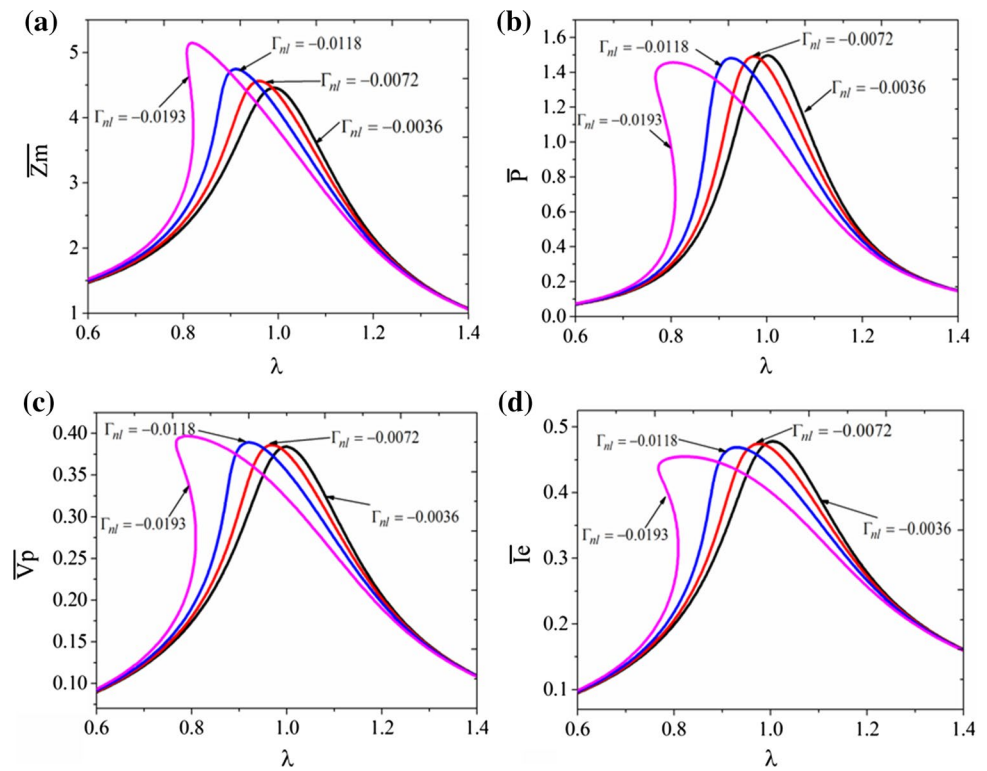 (a)
5
4
3
2
1
0.6 0.8 1.0 1.2 1.4
λ
Z̅m̅
Γnl = −0.0118
Γnl = −0.0072
Γnl = −0.0193
Γnl = −0.0036
(b)
1.6
1.4
1.2
1.0
0.8
0.6
0.4
0.2
0.0
0.6 0.8 1.0 1.2 1.4
λ
P̅
Γnl = −0.0118
Γnl = −0.0072
Γnl = −0.0036
Γnl = −0.0193
(c)
0.40
0.35
0.30
0.25
0.20
0.15
0.10
0.6 0.8 1.0 1.2 1.4
λ
V̅p̅
Γnl = −0.0118
Γnl = −0.0072
Γnl = −0.0193
Γnl = −0.0036
(d)
0.5
0.4
0.3
0.2
0.1
0.6 0.8 1.0 1.2 1.4
λ
I̅e̅
Γnl = −0.0118
Γnl = −0.0072
Γnl = −0.0193
Γnl = −0.0036